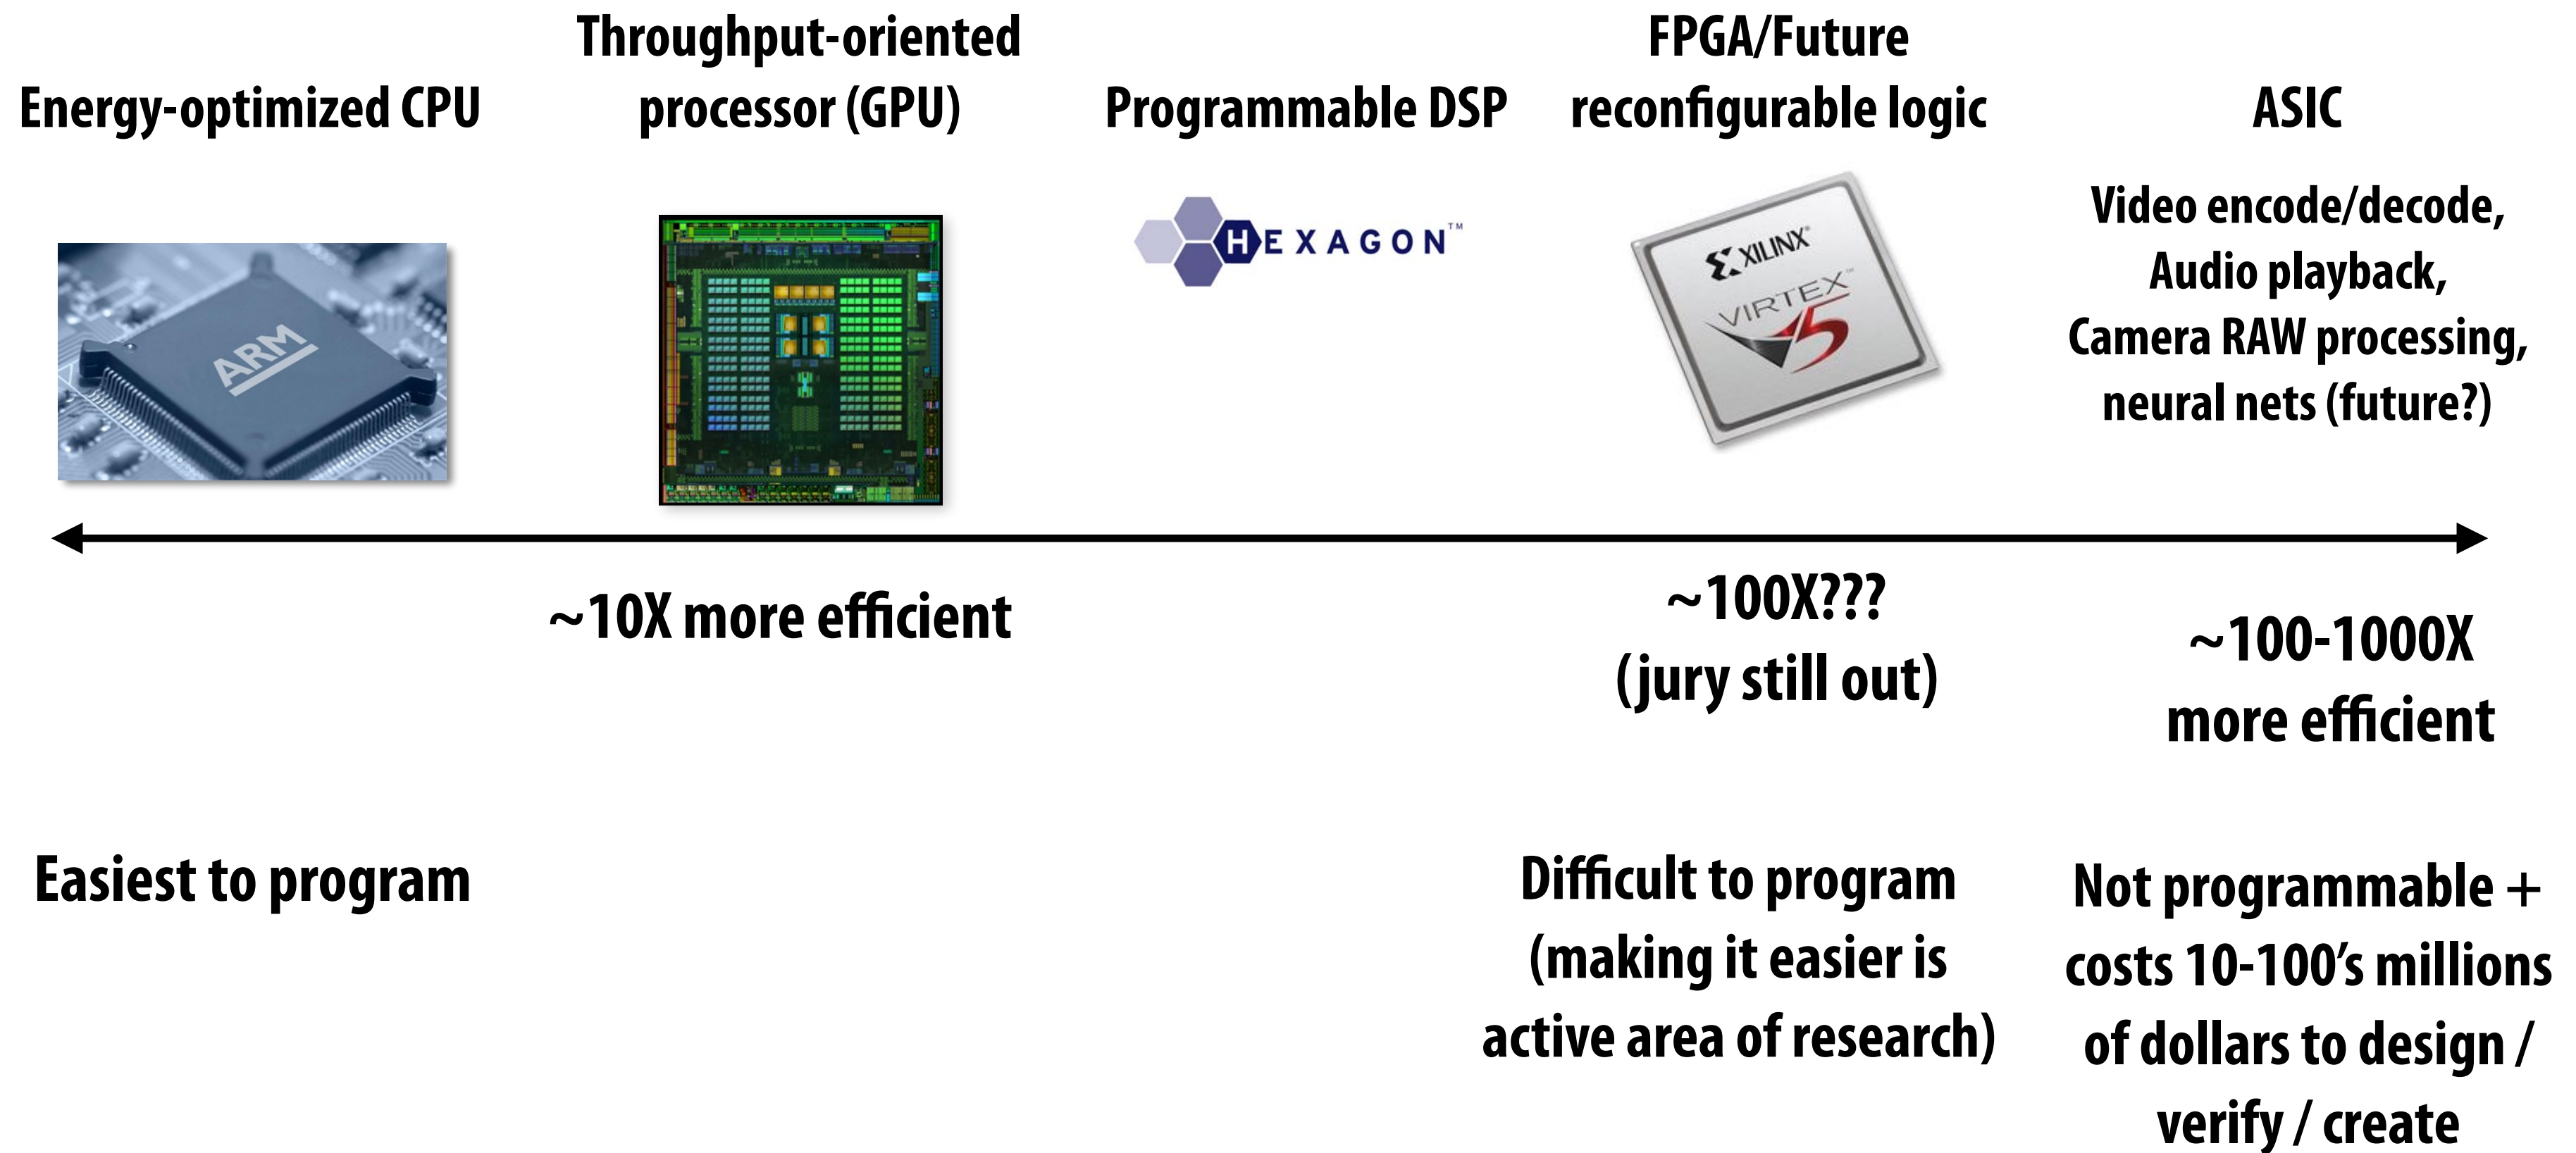 Energy-optimized CPU
Throughput-oriented
processor (GPU)
Programmable DSP
FPGA/Future
reconfigurable logic
ASIC
ARM
HEXAGON™
XILINX®
VIRTEX™
5
Video encode/decode,
Audio playback,
Camera RAW processing,
neural nets (future?)
~10X more efficient
~100X???
(jury still out)
~100-1000X
more efficient
Easiest to program
Difficult to program
(making it easier is
active area of research)
Not programmable +
costs 10-100’s millions
of dollars to design /
verify / create